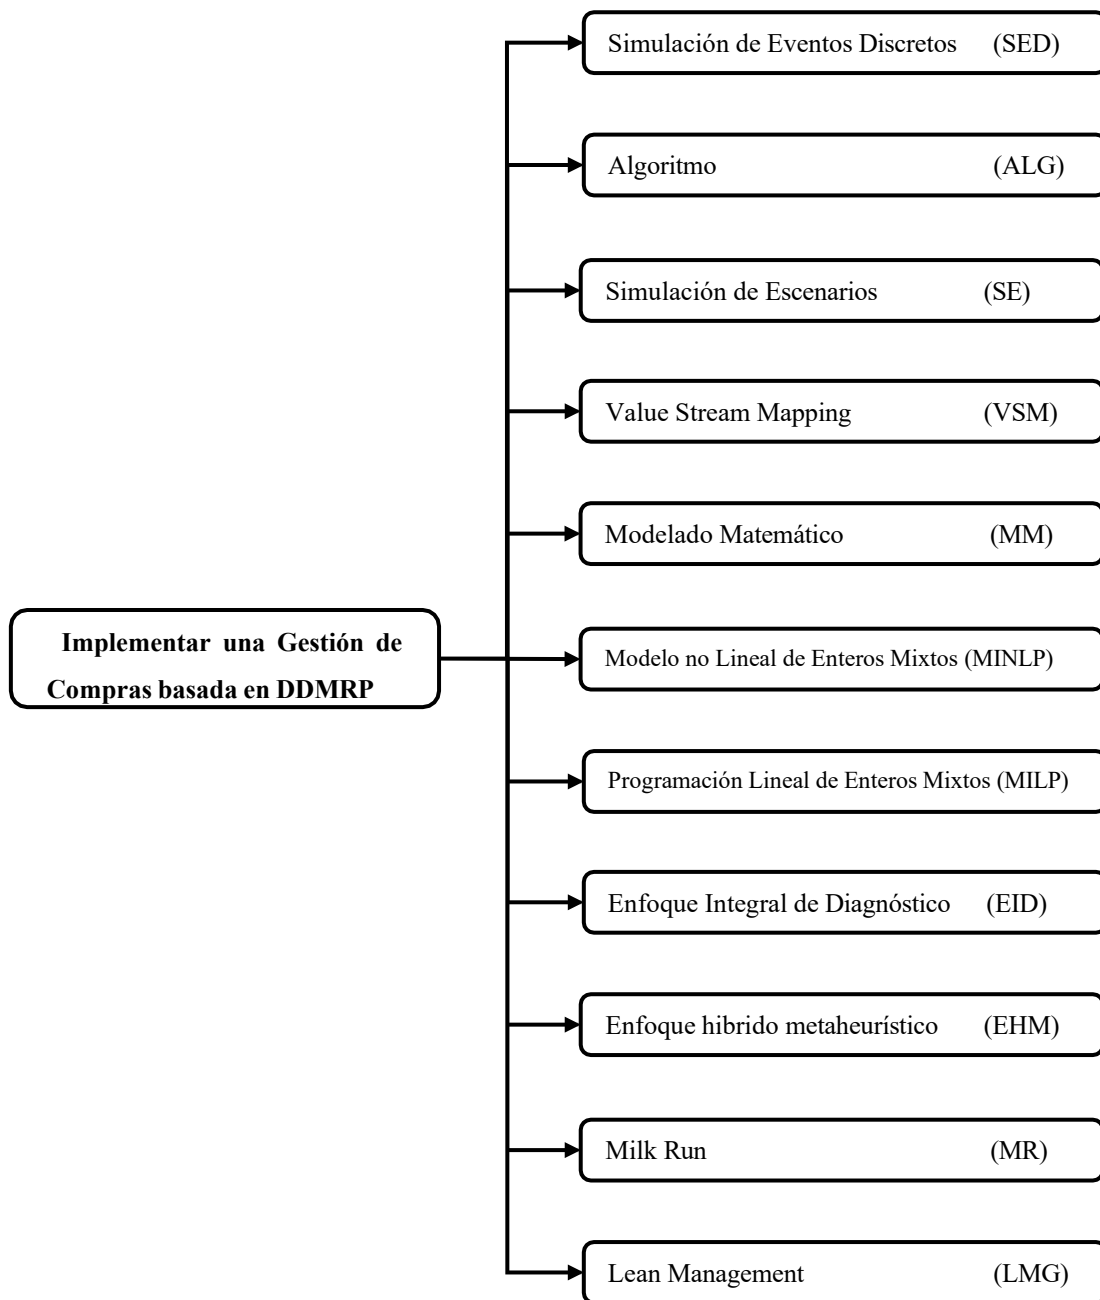 Simulación de Eventos Discretos (SED)
Algoritmo (ALG)
Simulación de Escenarios (SE)
Value Stream Mapping (VSM)
Modelado Matemático (MM)
Implementar una Gestión de
Compras basada en DDMRP
Modelo no Lineal de Enteros Mixtos (MINLP)
Programación Lineal de Enteros Mixtos (MILP)
Enfoque Integral de Diagnóstico (EID)
Enfoque hibrido metaheurístico (EHM)
Milk Run (MR)
Lean Management (LMG)